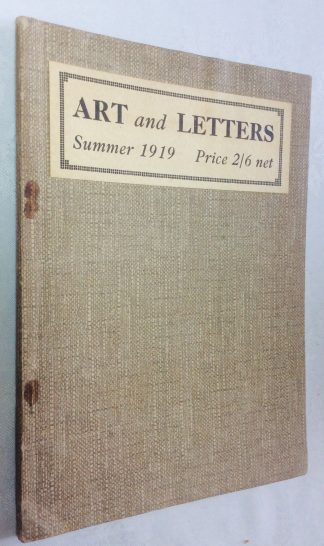 ART and LETTERS
Summer 1919 Price 2/6 net